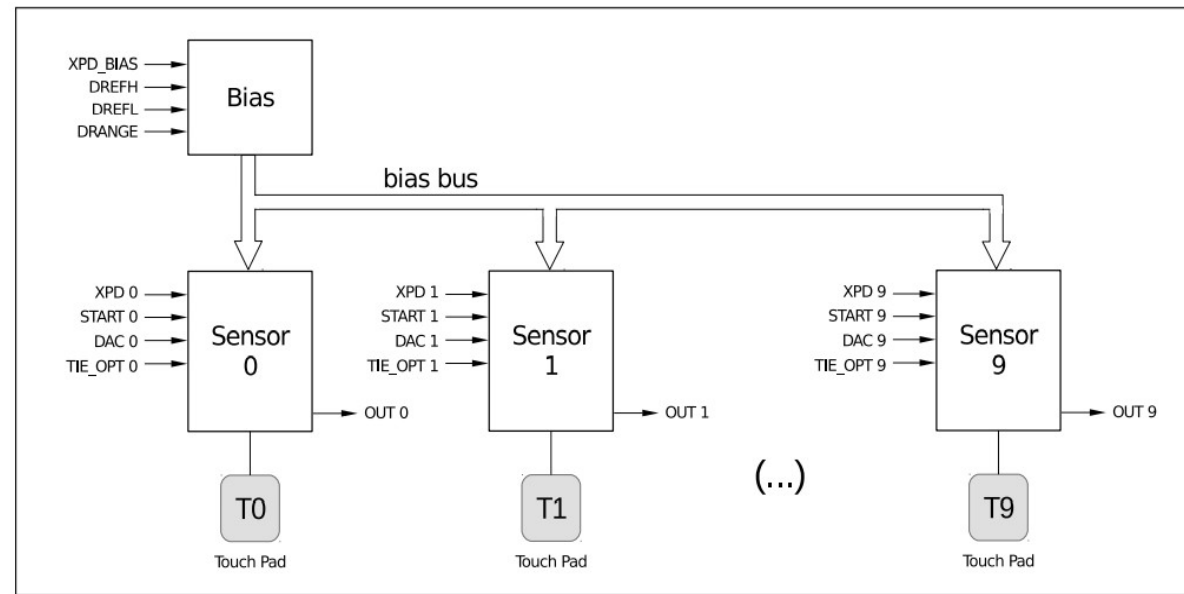 XPD_BIAS
DREFH
DREFL
DRANGE
Bias
bias bus
XPD 0
START 0
DAC 0
TIE_OPT 0
Sensor
0
OUT 0
XPD 1
START 1
DAC 1
TIE_OPT 1
Sensor
1
OUT 1
XPD 9
START 9
DAC 9
TIE_OPT 9
Sensor
9
OUT 9
T0
Touch Pad
T1
Touch Pad
(...)
T9
Touch Pad